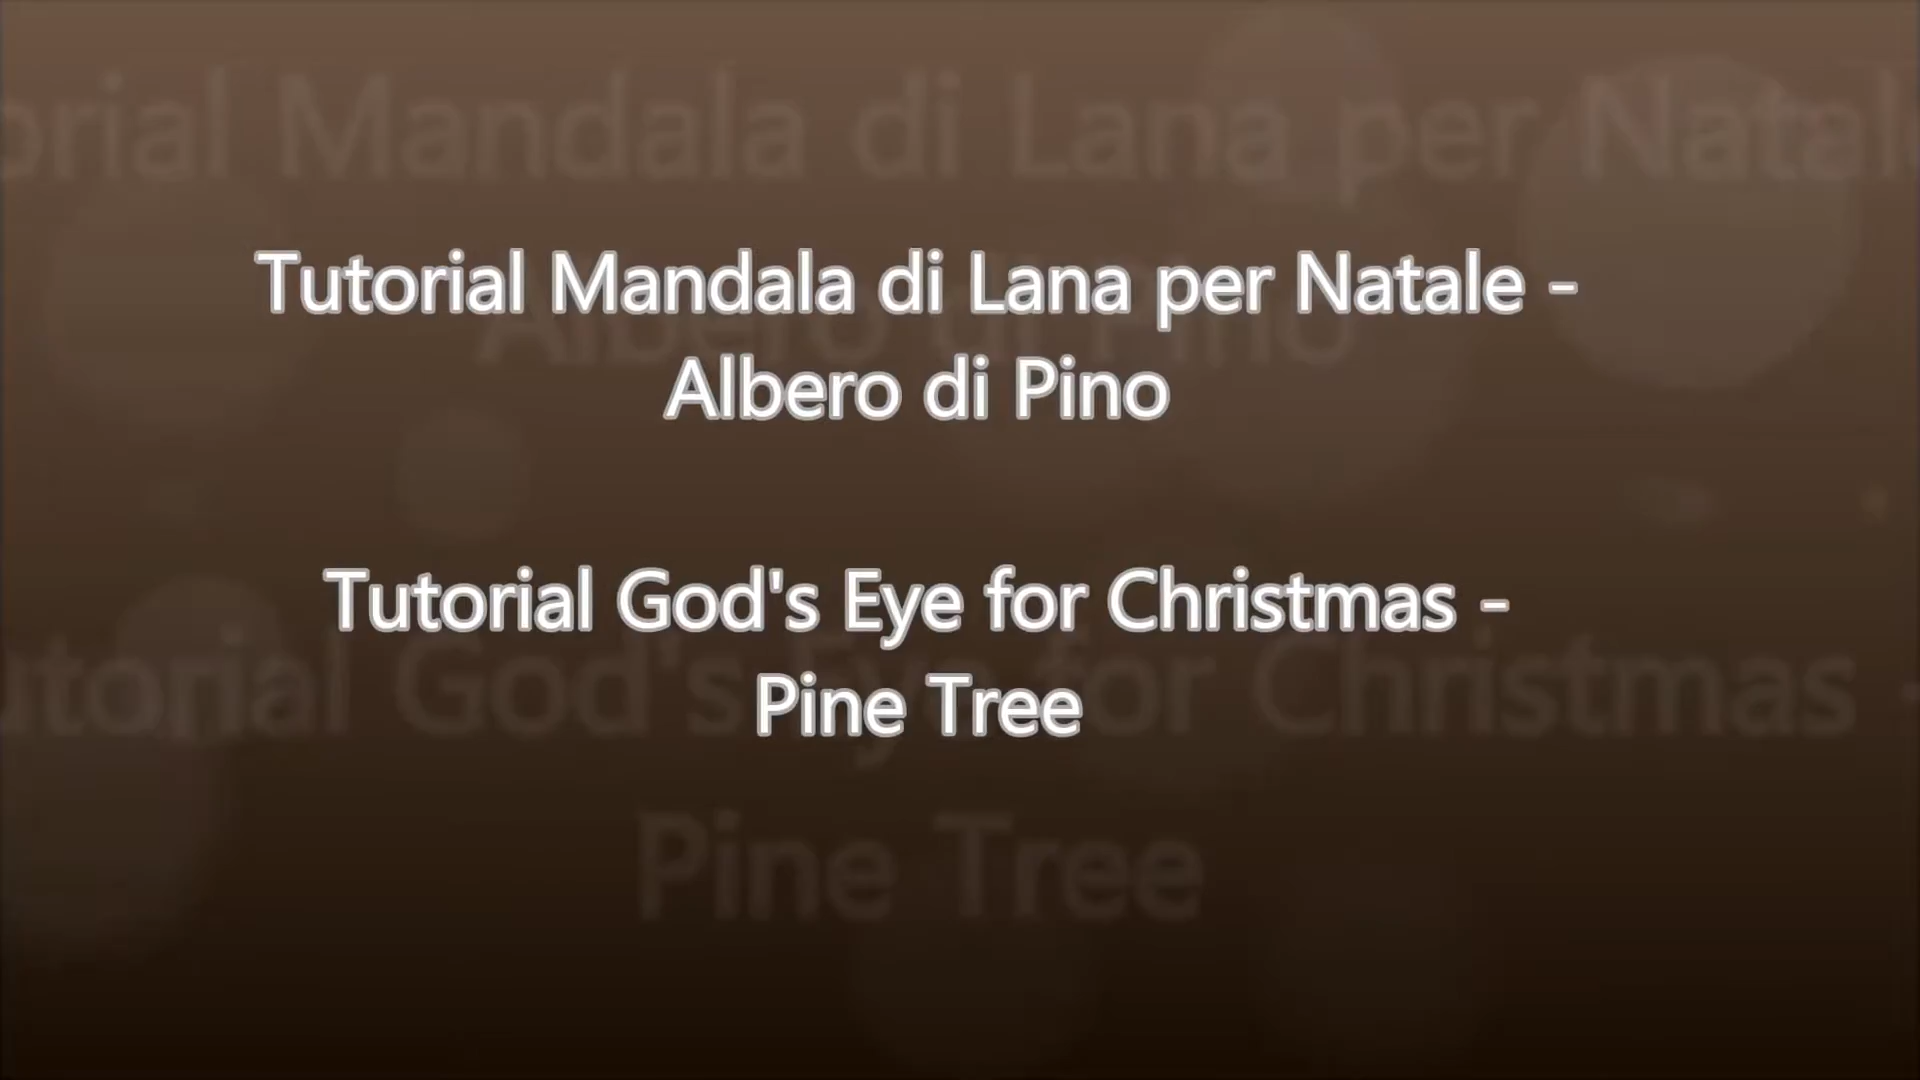 Tutorial Mandala di Lana per Natale -
Albero di Pino
Tutorial God's Eye for Christmas -
Pine Tree